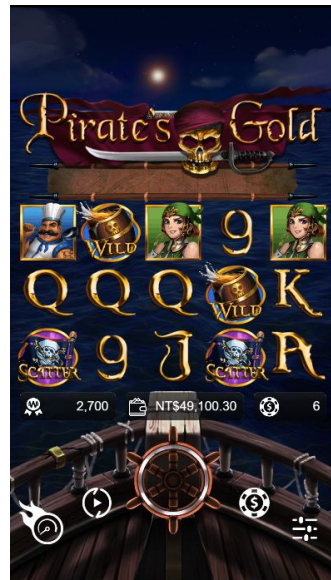 Pirate's Gold
WILD 9
Q Q Q WILD K
SCATTER 9 J SCATTER A
2,700 NT$49,100.30 6